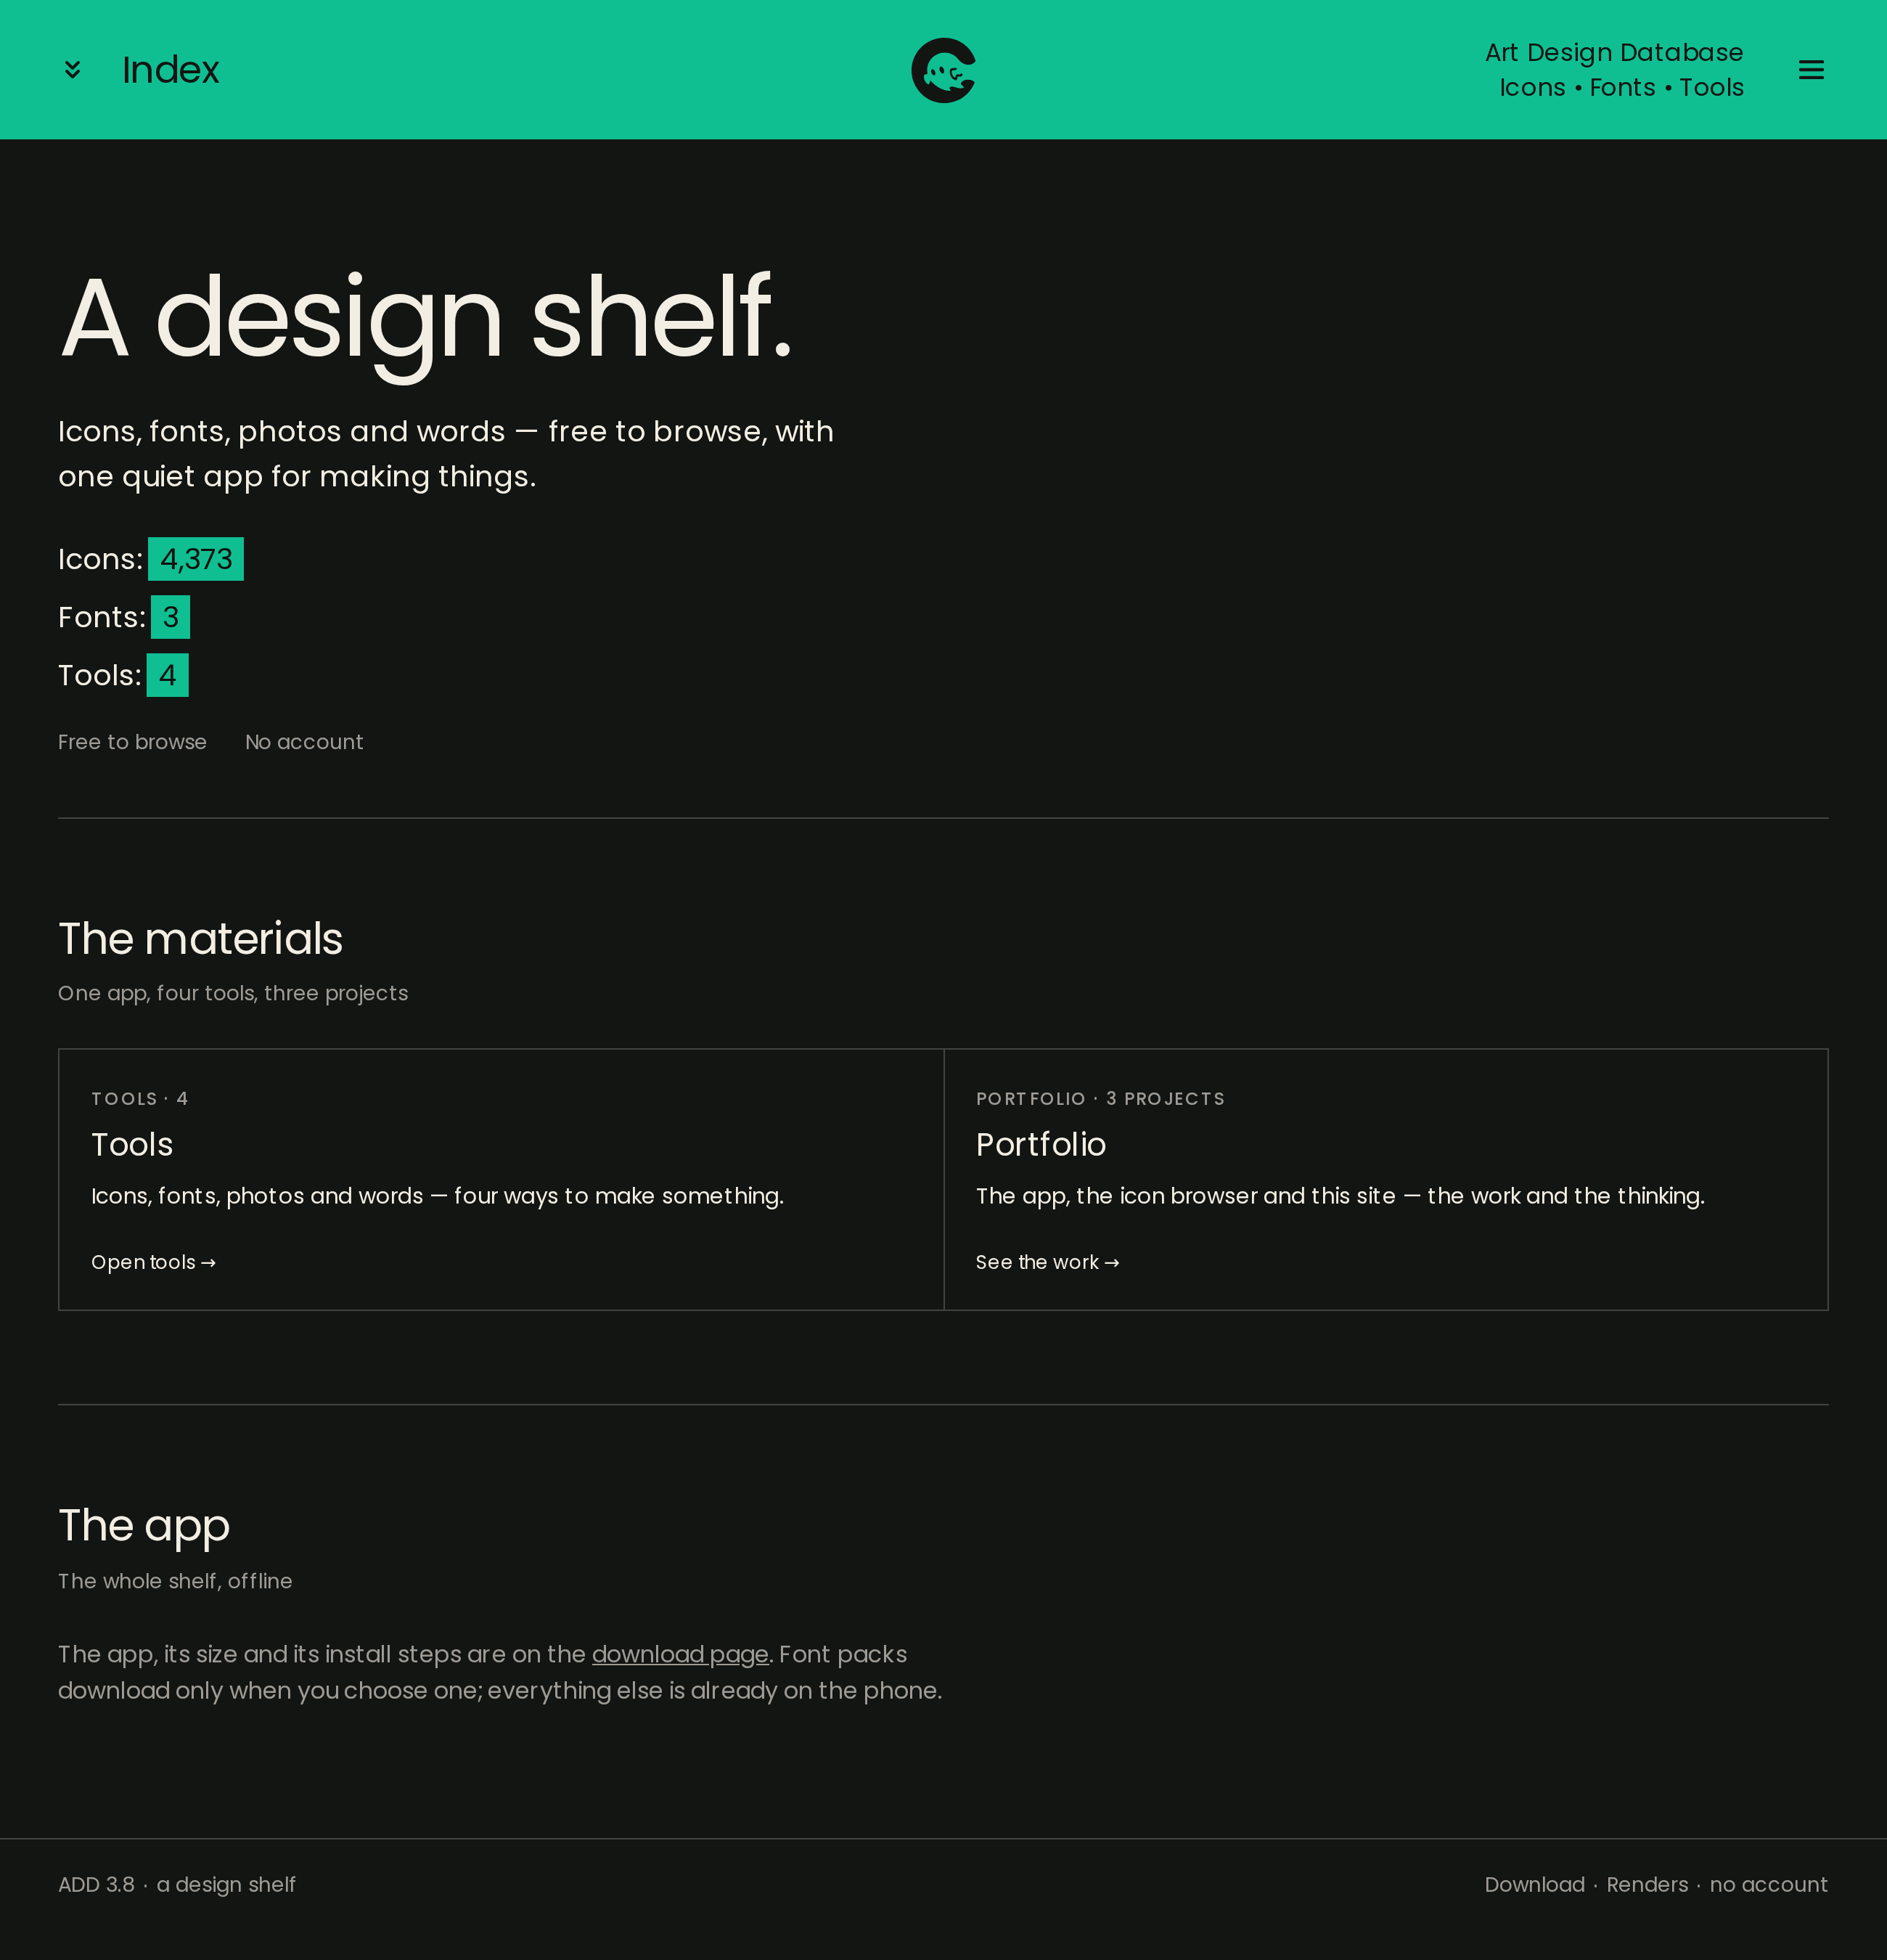 Index
Art Design Database
Icons • Fonts • Tools
A design shelf.
Icons, fonts, photos and words — free to browse, with
one quiet app for making things.
Icons: 4,373
Fonts: 3
Tools: 4
Free to browse No account
The materials
One app, four tools, three projects
TOOLS · 4
Tools
Icons, fonts, photos and words — four ways to make something.
Open tools →
PORTFOLIO · 3 PROJECTS
Portfolio
The app, the icon browser and this site — the work and the thinking.
See the work →
The app
The whole shelf, offline
The app, its size and its install steps are on the download page. Font packs
download only when you choose one; everything else is already on the phone.
ADD 3.8 · a design shelf
Download · Renders · no account